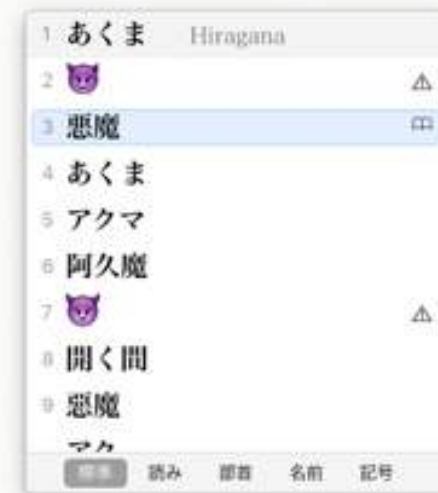 1 あくま Hiragana
2 😈
3 悪魔
4 あくま
5 アクマ
6 阿久魔
7 😈
8 開く間
9 惡魔
読み 部首 名前 記号